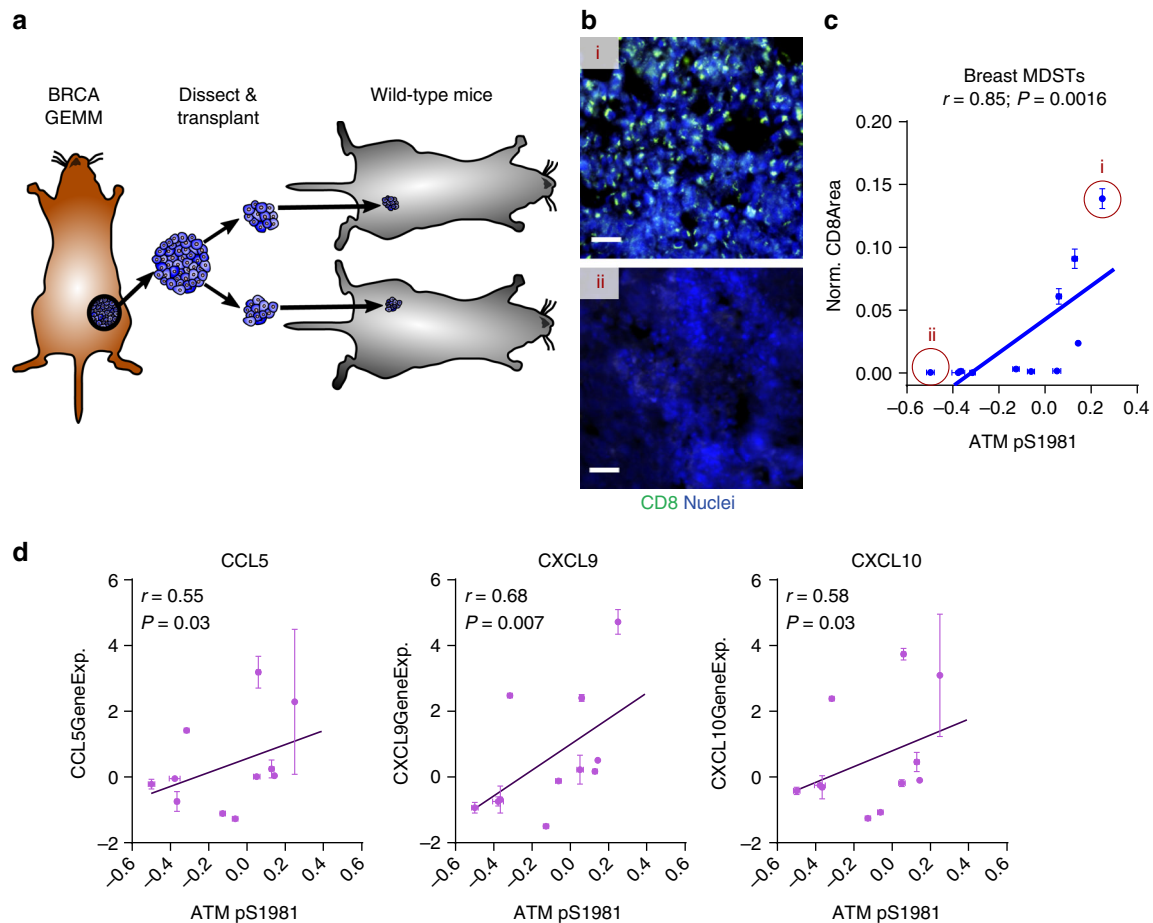 a
BRCA
GEMM
Dissect &
transplant
Wild-type mice
b
i
ii
CD8 Nuclei
c
Breast MDSTs
r = 0.85; P = 0.0016
Norm. CD8Area
0.20
0.15
0.10
0.05
0.00
i
ii
−0.6
−0.4
−0.2
0.0
0.2
0.4
ATM pS1981
d
CCL5
r = 0.55
P = 0.03
CCL5GeneExp.
6
4
2
0
−2
−0.6
−0.4
−0.2
0.0
0.2
0.4
0.6
ATM pS1981
CXCL9
r = 0.68
P = 0.007
CXCL9GeneExp.
6
4
2
0
−2
−0.6
−0.4
−0.2
0.0
0.2
0.4
0.6
ATM pS1981
CXCL10
r = 0.58
P = 0.03
CXCL10GeneExp.
6
4
2
0
−2
−0.6
−0.4
−0.2
0.0
0.2
0.4
0.6
ATM pS1981